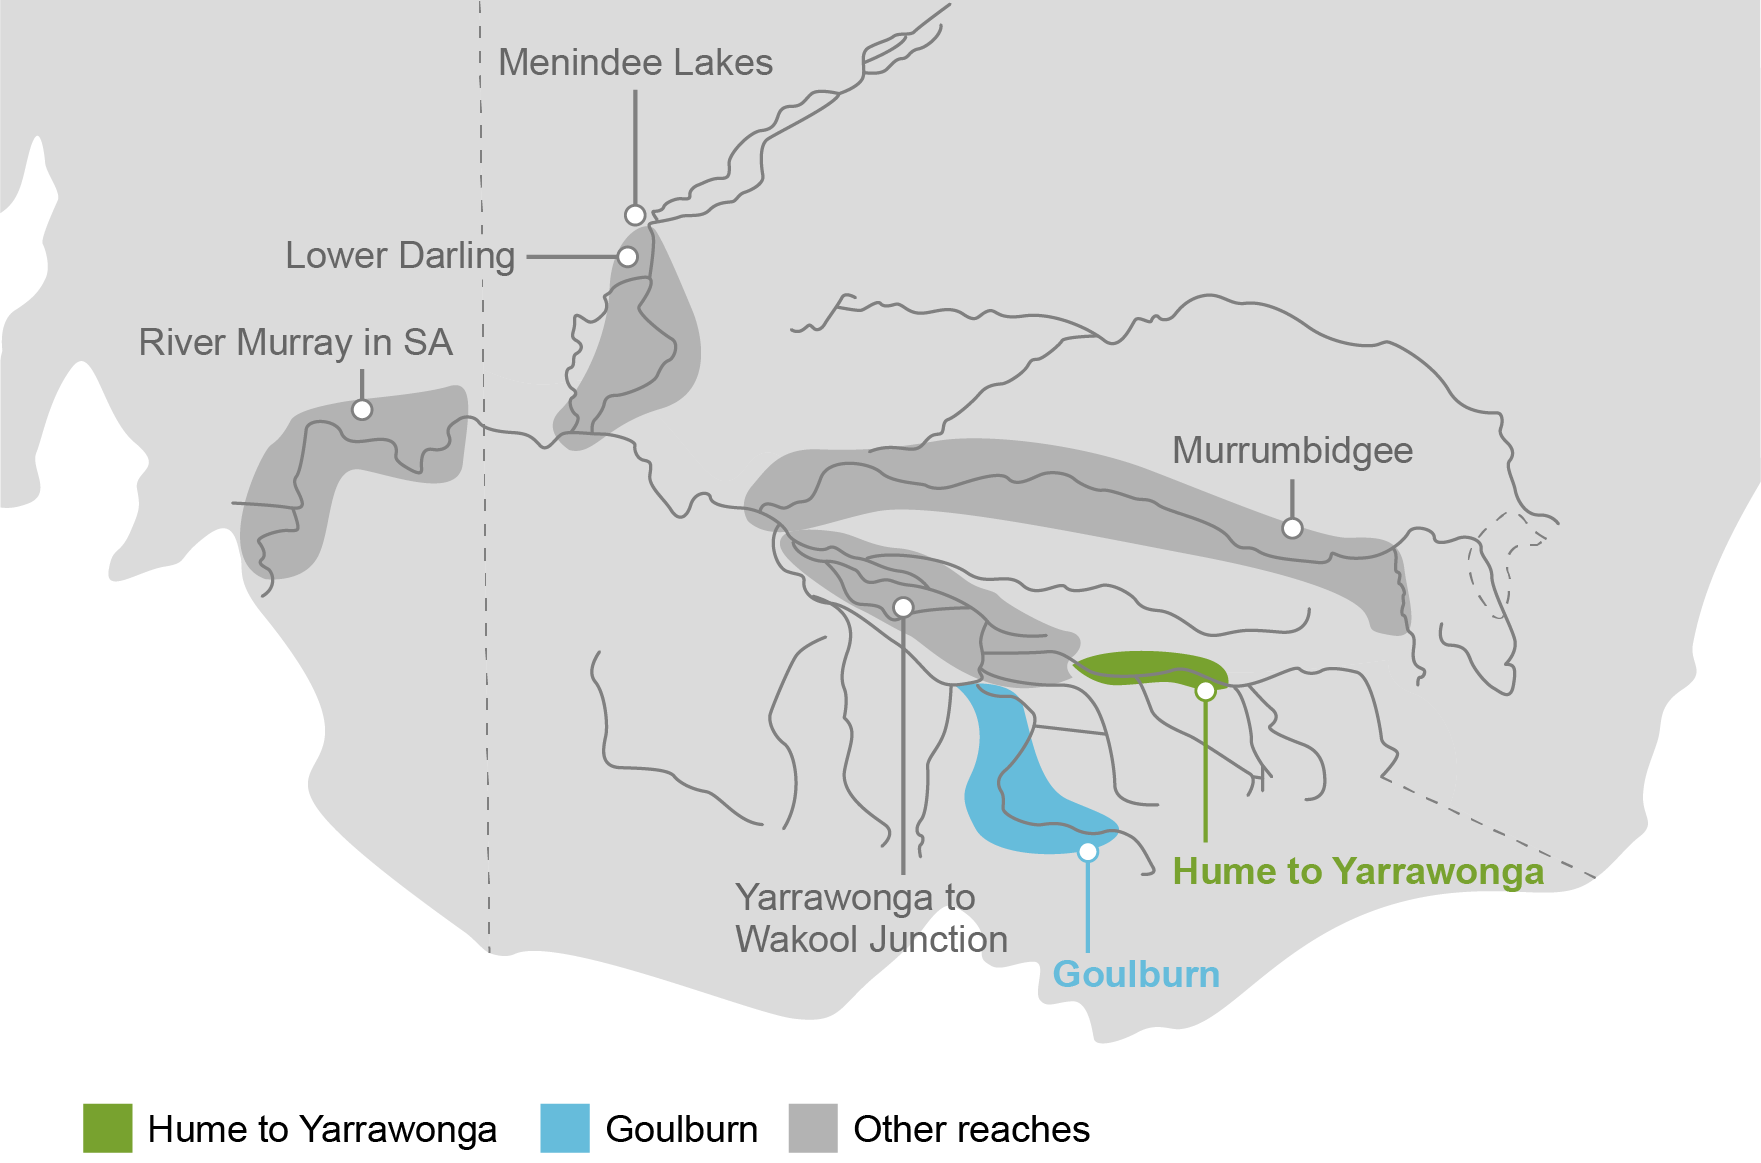 Menindee Lakes
Lower Darling
River Murray in SA
Murrumbidgee
Hume to Yarrawonga
Yarrawonga to
Wakool Junction
Goulburn
Hume to Yarrawonga
Goulburn
Other reaches